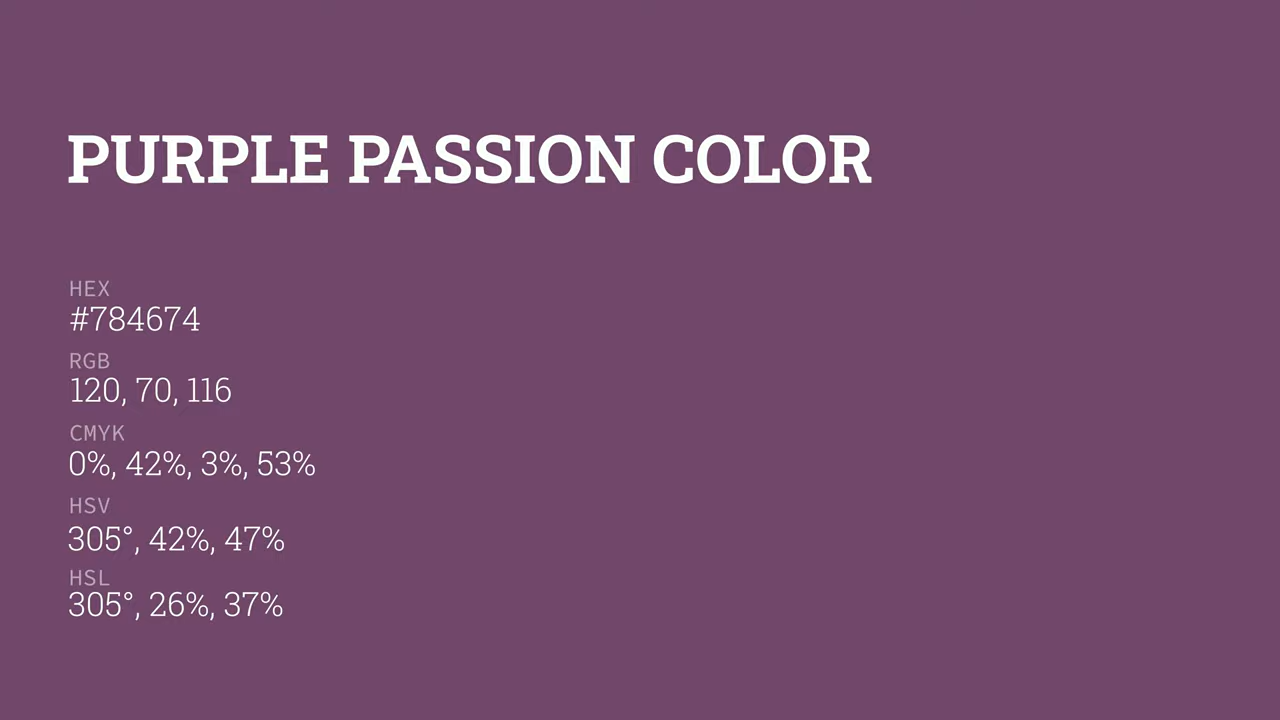 PURPLE PASSION COLOR
HEX
#784674
RGB
120, 70, 116
CMYK
0%, 42%, 3%, 53%
HSV
305°, 42%, 47%
HSL
305°, 26%, 37%